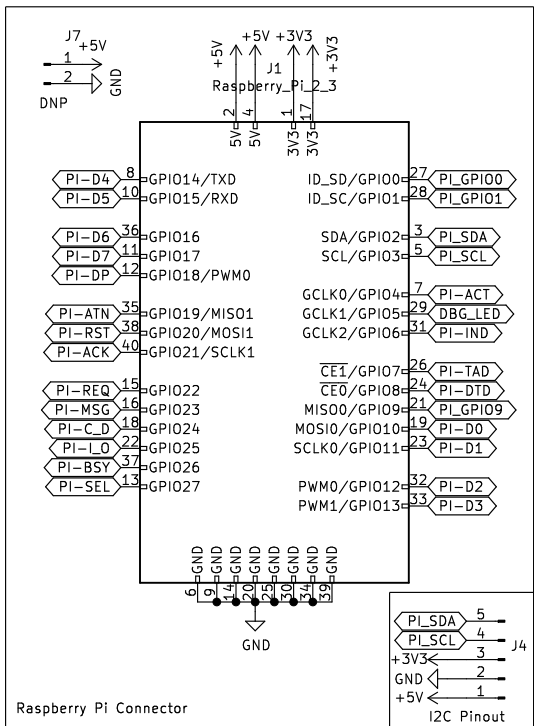 J7
1 +5V
2 GND
DNP
+5V +5V +3V3 +3V3
J1
Raspberry_Pi_2_3
2 4 1 17
5V 5V 3V3 3V3
PI-D4 8 GPIO14/TXD ID_SD/GPIO0 27 PI_GPIO0
PI-D5 10 GPIO15/RXD ID_SC/GPIO1 28 PI_GPIO1
PI-D6 36 GPIO16 SDA/GPIO2 3 PI_SDA
PI-D7 11 GPIO17 SCL/GPIO3 5 PI_SCL
PI-DP 12 GPIO18/PWM0
GCLK0/GPIO4 7 PI-ACT
PI-ATN 35 GPIO19/MISO1 GCLK1/GPIO5 29 DBG_LED
PI-RST 38 GPIO20/MOSI1 GCLK2/GPIO6 31 PI-IND
PI-ACK 40 GPIO21/SCLK1
CE1/GPIO7 26 PI-TAD
PI-REQ 15 GPIO22 CE0/GPIO8 24 PI-DTD
PI-MSG 16 GPIO23 MISO0/GPIO9 21 PI_GPIO9
PI-C_D 18 GPIO24 MOSI0/GPIO10 19 PI-D0
PI-I_O 22 GPIO25 SCLK0/GPIO11 23 PI-D1
PI-BSY 37 GPIO26
PI-SEL 13 GPIO27 PWM0/GPIO12 32 PI-D2
PWM1/GPIO13 33 PI-D3
GND GND GND GND GND GND GND GND
6 9 14 20 25 30 34 39
GND
PI_SDA 5
PI_SCL 4
J4
+3V3 3
GND 2
+5V 1
I2C Pinout
Raspberry Pi Connector